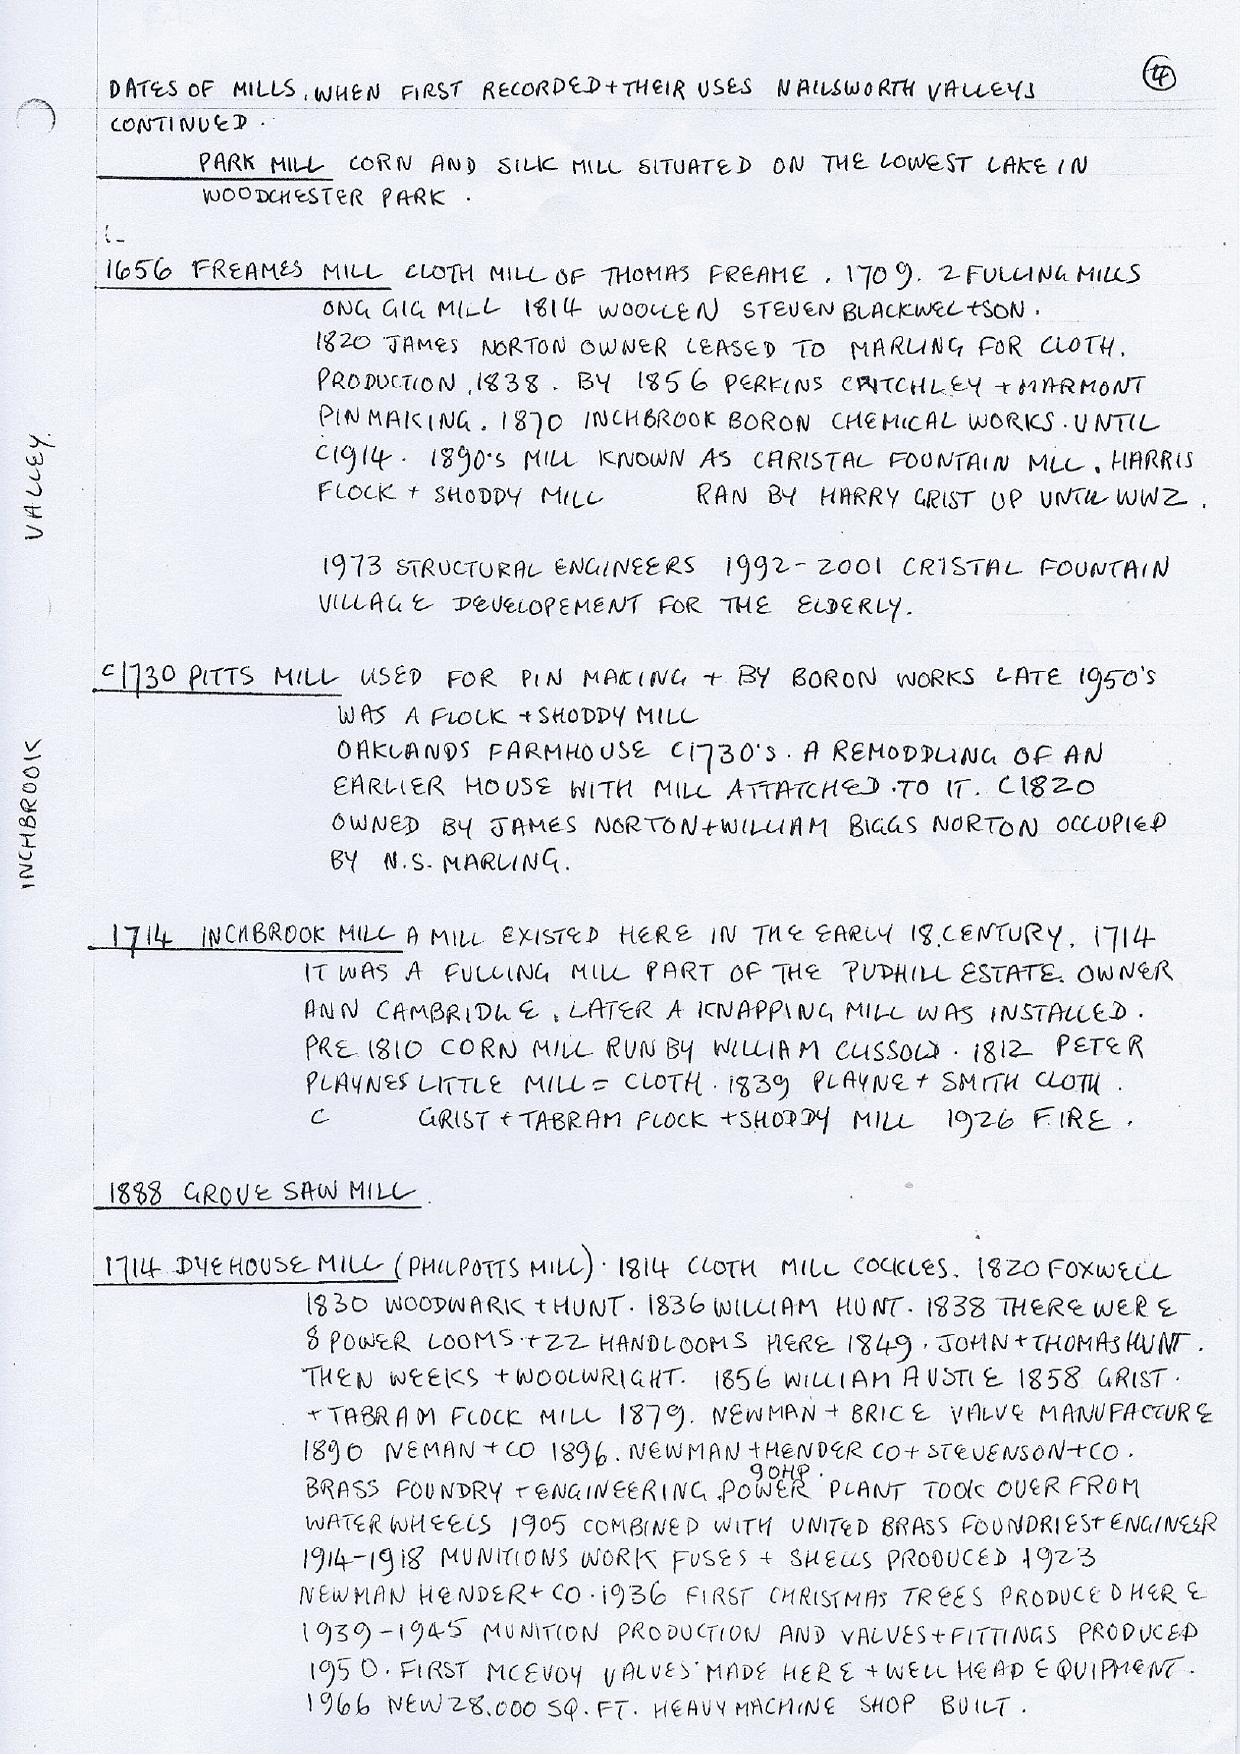 4
DATES OF MILLS, WHEN FIRST RECORDED + THEIR USES NAILSWORTH VALLEYS
CONTINUED.
PARK MILL CORN AND SILK MILL SITUATED ON THE LOWEST LAKE IN
WOODCHESTER PARK.
1656 FREAMES MILL CLOTH MILL OF THOMAS FREAME. 1709. 2 FULLING MILLS
ONG GIG MILL 1814 WOOLLEN STEVEN BLACKWEL + SON.
1820 JAMES NORTON OWNER LEASED TO MARLING FOR CLOTH.
PRODUCTION, 1838. BY 1856 PERKINS CRITCHLEY + MARMONT
PIN MAKING. 1870 INCHBROOK BORON CHEMICAL WORKS. UNTIL
C1914. 1890'S MILL KNOWN AS CARISTAL FOUNTAIN MLL. HARRIS
FLOCK + SHODDY MILL RAN BY HARRY GRIST UP UNTIL WW2.
1973 STRUCTURAL ENGINEERS 1992-2001 CRISTAL FOUNTAIN
VILLAGE DEVELOPEMENT FOR THE ELDERLY.
C1730 PITTS MILL USED FOR PIN MAKING + BY BORON WORKS LATE 1950'S
WAS A FLOCK + SHODDY MILL
OAKLANDS FARMHOUSE C1730'S. A REMODDLING OF AN
EARLIER HOUSE WITH MILL ATTATCHED. TO IT. C1820
OWNED BY JAMES NORTON + WILLIAM BIGGS NORTON OCCUPIED
BY N.S. MARLING.
INCHBROOK VALLEY.
1714 INCHBROOK MILL A MILL EXISTED HERE IN THE EARLY 18.CENTURY. 1714
IT WAS A FULLING MILL PART OF THE PUDHILL ESTATE. OWNER
ANN CAMBRIDGE. LATER A KNAPPING MILL WAS INSTALLED.
PRE 1810 CORN MILL RUN BY WILLIAM CLISSOLD. 1812 PETER
PLAYNES LITTLE MILL = CLOTH. 1839 PLAYNE + SMITH CLOTH.
C GRIST + TABRAM FLOCK + SHODDY MILL 1926 FIRE.
1888 GROVE SAW MILL.
1714 DYEHOUSE MILL (PHILPOTTS MILL). 1814 CLOTH MILL COCKLES. 1820 FOXWELL
1830 WOODWARK + HUNT. 1836 WILLIAM HUNT. 1838 THERE WERE
8 POWER LOOMS. + 22 HANDLOOMS HERE 1849. JOHN + THOMAS HUNT.
THEN WEEKS + WOOLWRIGHT. 1856 WILLIAM AUSTIE 1858 GRIST.
+ TABRAM FLOCK MILL 1879. NEWMAN + BRICE VALVE MANUFACTURE
1890 NEMAN + CO 1896. NEWMAN + HENDER CO + STEVENSON + CO.
90HP.
BRASS FOUNDRY + ENGINEERING. POWER PLANT TOOK OVER FROM
WATERWHEELS 1905 COMBINED WITH UNITED BRASS FOUNDRIES + ENGINEER
1914-1918 MUNITIONS WORK FUSES + SHELLS PRODUCED 1923
NEWMAN HENDER + CO. 1936 FIRST CHRISTMAS TREES PRODUCED HERE
1939-1945 MUNITION PRODUCTION AND VALVES + FITTINGS PRODUCED
1950. FIRST MCEVOY VALVES MADE HERE + WELL HEAD EQUIPMENT.
1966 NEW 28,000 SQ. FT. HEAVY MACHINE SHOP BUILT.